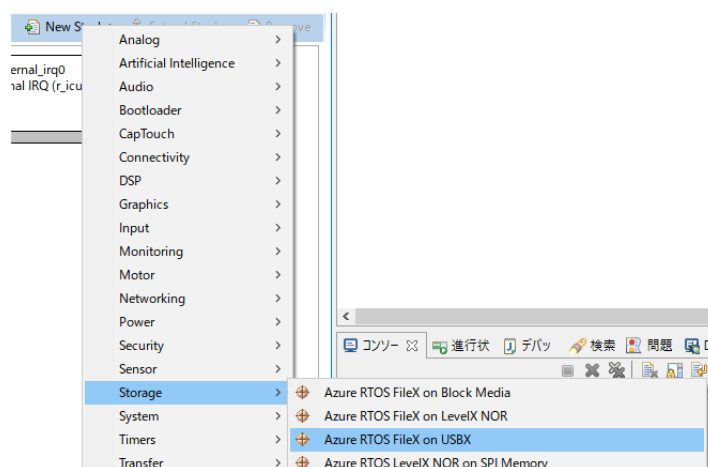 New St
ernal_irq0
nal IRQ (r_icu
Analog
Artificial Intelligence
Audio
Bootloader
CapTouch
Connectivity
DSP
Graphics
Input
Monitoring
Motor
Networking
Power
Security
Sensor
Storage
System
Timers
Transfer
コンソー
進行状
デバッ
検索
問題
Azure RTOS FileX on Block Media
Azure RTOS FileX on LevelX NOR
Azure RTOS FileX on USBX
Azure RTOS LevelX NOR on SPI Memory